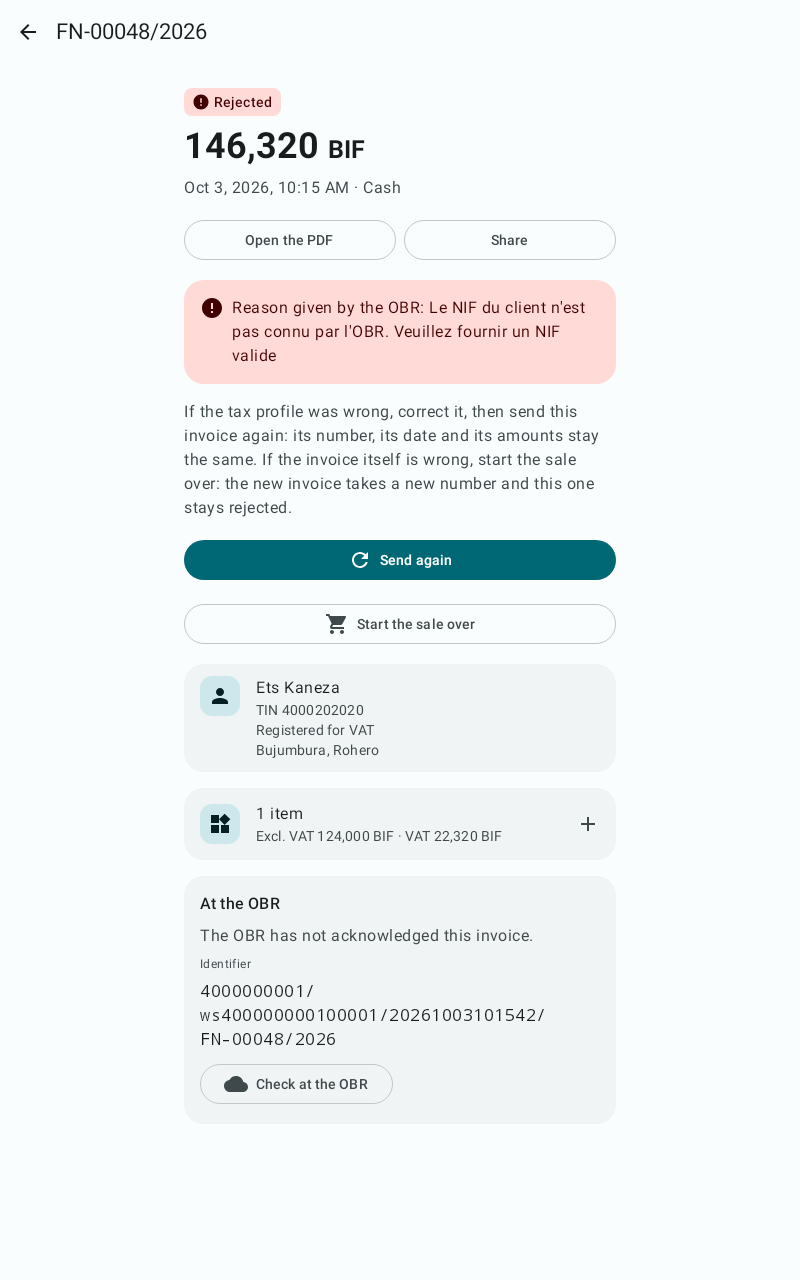 FN-00048/2026
Rejected
146,320 BIF
Oct 3, 2026, 10:15 AM · Cash
Open the PDF
Share
Reason given by the OBR: Le NIF du client n'est
pas connu par l'OBR. Veuillez fournir un NIF
valide
If the tax profile was wrong, correct it, then send this
invoice again: its number, its date and its amounts stay
the same. If the invoice itself is wrong, start the sale
over: the new invoice takes a new number and this one
stays rejected.
Send again
Start the sale over
Ets Kaneza
TIN 4000202020
Registered for VAT
Bujumbura, Rohero
1 item
Excl. VAT 124,000 BIF · VAT 22,320 BIF
At the OBR
The OBR has not acknowledged this invoice.
Identifier
4000000001/
ws400000000100001/20261003101542/
FN-00048/2026
Check at the OBR